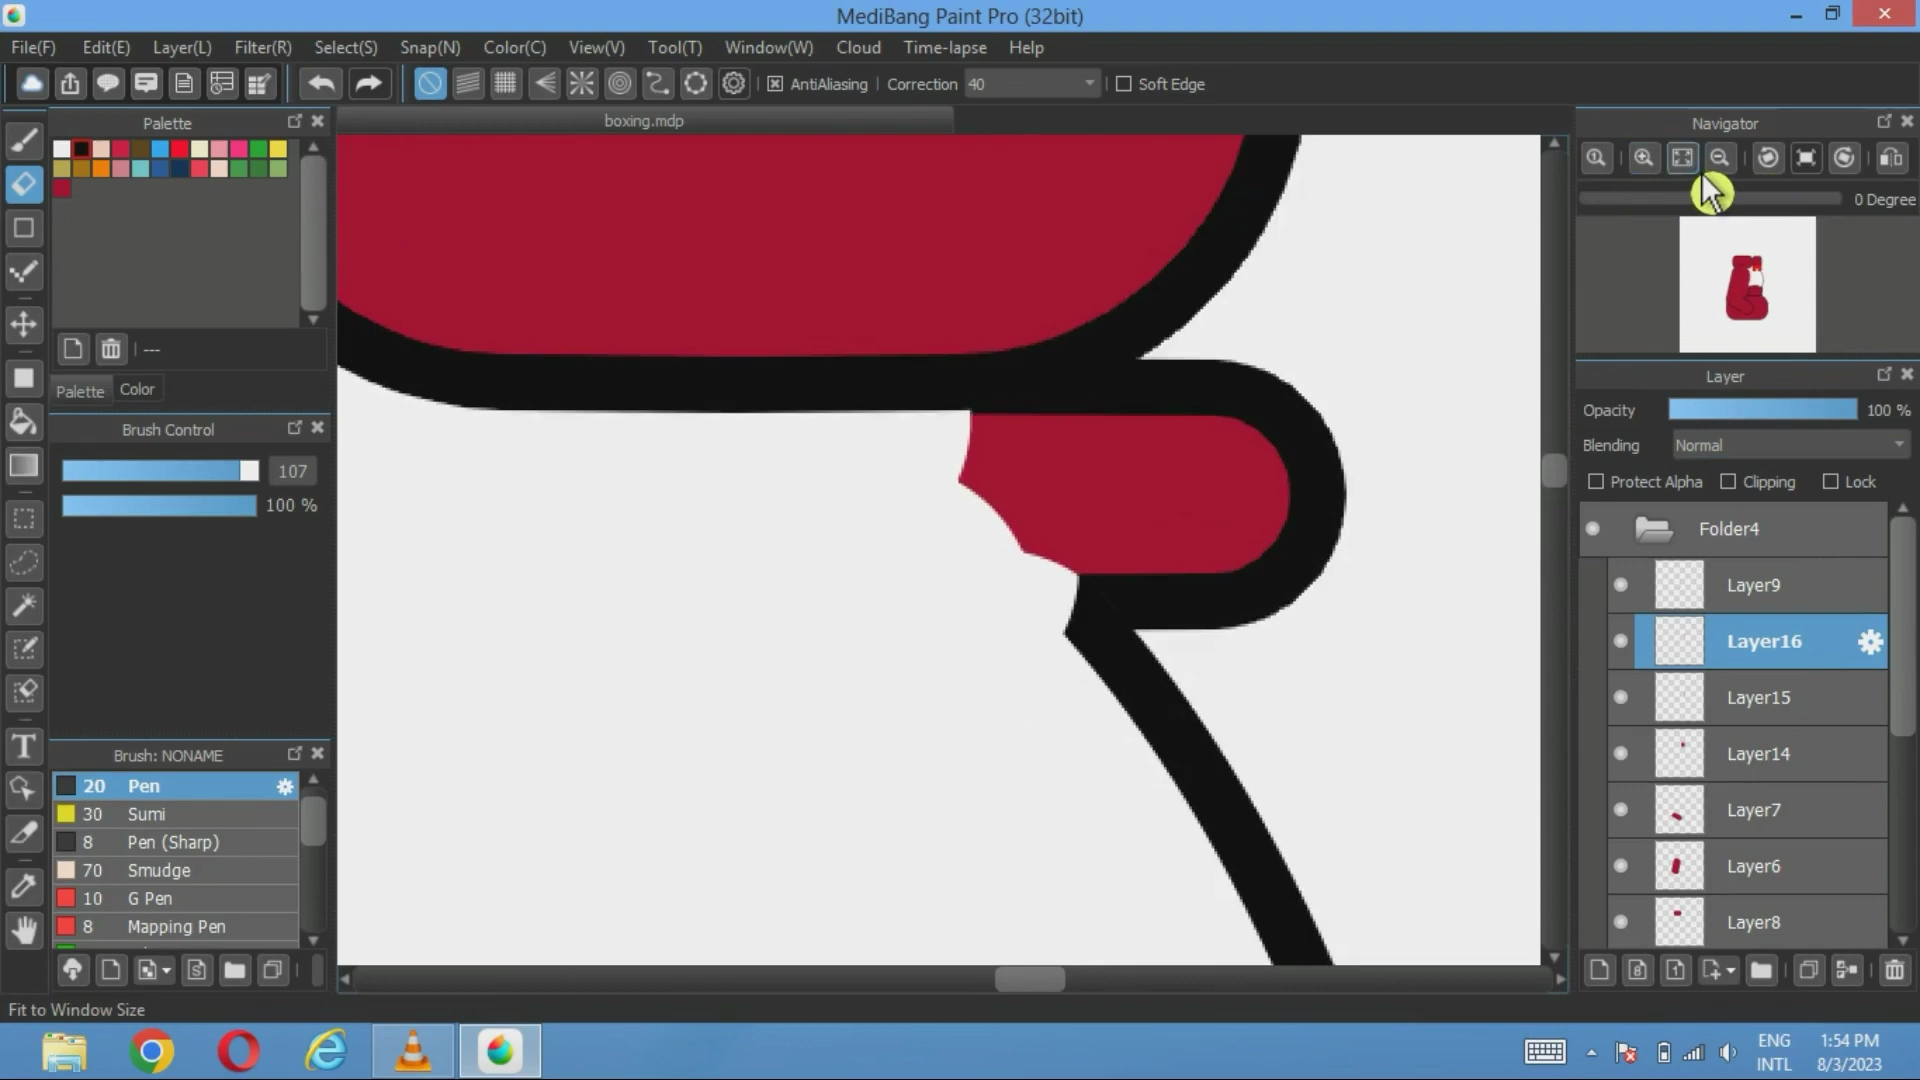 MediBang Paint Pro (32bit)
File(F) Edit(E) Layer(L) Filter(R) Select(S) Snap(N) Color(C) View(V) Tool(T) Window(W) Cloud Time-lapse Help
AntiAliasing Correction 40 Soft Edge
Palette
boxing.mdp
Navigator
0 Degree
---
Palette Color
Brush Control
107
100 %
Layer
Opacity 100 %
Blending Normal
Protect Alpha Clipping Lock
Folder4
Layer9
Layer16
Layer15
Layer14
Layer7
Layer6
Layer8
Brush: NONAME
20 Pen
30 Sumi
8 Pen (Sharp)
70 Smudge
10 G Pen
8 Mapping Pen
Fit to Window Size
ENG
INTL
1:54 PM
8/3/2023